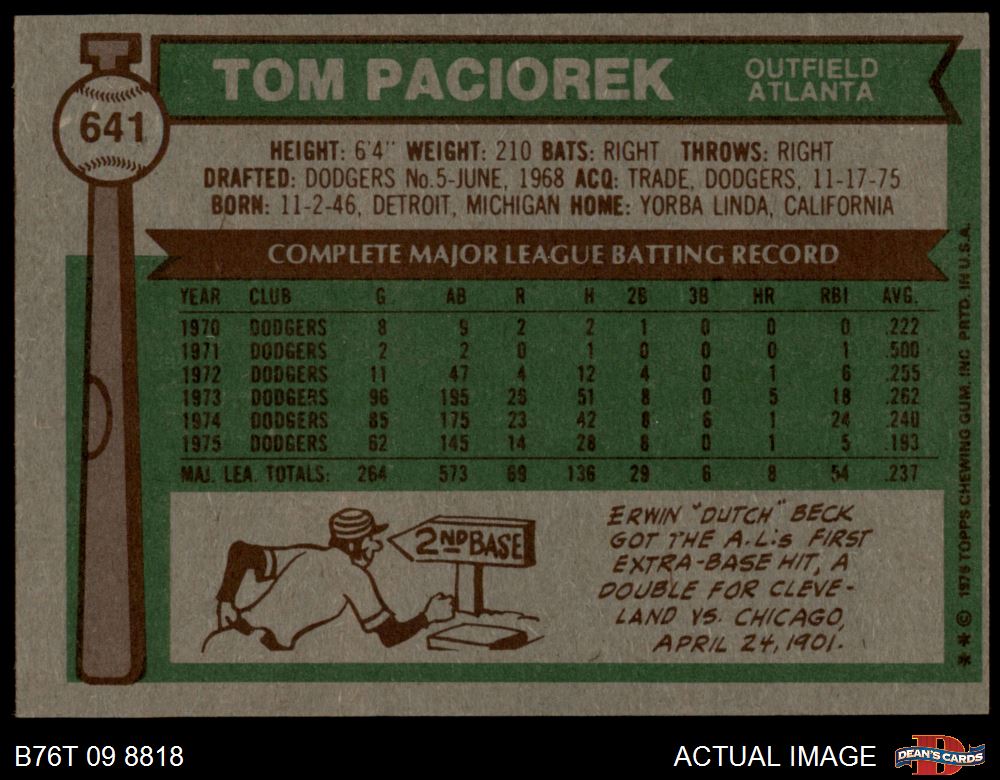 641
TOM PACIOREK
OUTFIELD
ATLANTA
HEIGHT: 6'4" WEIGHT: 210 BATS: RIGHT THROWS: RIGHT
DRAFTED: DODGERS No.5-JUNE, 1968 ACQ: TRADE, DODGERS, 11-17-75
BORN: 11-2-46, DETROIT, MICHIGAN HOME: YORBA LINDA, CALIFORNIA
COMPLETE MAJOR LEAGUE BATTING RECORD
YEAR CLUB G AB R H 2B 3B HR RBI AVG.
1970 DODGERS 8 9 2 2 1 0 0 0 .222
1971 DODGERS 2 2 0 1 0 0 0 1 .500
1972 DODGERS 11 47 4 12 4 0 1 6 .255
1973 DODGERS 96 195 26 51 8 0 5 18 .262
1974 DODGERS 85 175 23 42 8 6 1 24 .240
1975 DODGERS 62 145 14 28 8 0 1 5 .193
MAJ. LEA. TOTALS: 264 573 69 136 29 6 8 54 .237
2ND BASE
ERWIN "DUTCH" BECK
GOT THE A.L.'s FIRST
EXTRA-BASE HIT, A
DOUBLE FOR CLEVE-
LAND VS. CHICAGO,
APRIL 24, 1901.
* * © 1976 TOPPS CHEWING GUM, INC. PRTD. IN U.S.A.
B76T 09 8818
ACTUAL IMAGE
D
DEAN'S CARDS